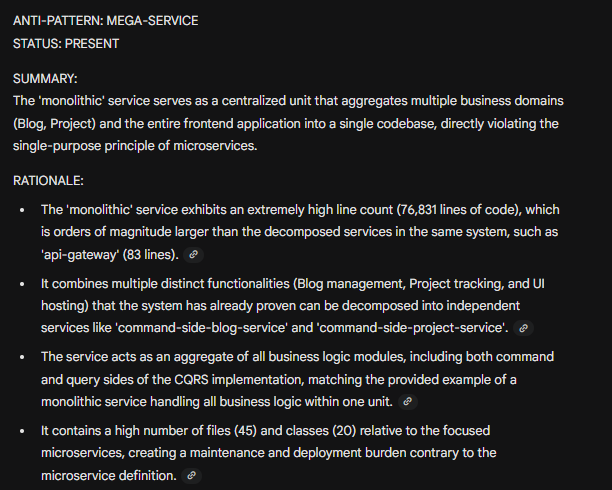 ANTI-PATTERN: MEGA-SERVICE
STATUS: PRESENT
SUMMARY:
The 'monolithic' service serves as a centralized unit that aggregates multiple business domains
(Blog, Project) and the entire frontend application into a single codebase, directly violating the
single-purpose principle of microservices.
RATIONALE:
• The 'monolithic' service exhibits an extremely high line count (76,831 lines of code), which
is orders of magnitude larger than the decomposed services in the same system, such as
'api-gateway' (83 lines).
• It combines multiple distinct functionalities (Blog management, Project tracking, and UI
hosting) that the system has already proven can be decomposed into independent
services like 'command-side-blog-service' and 'command-side-project-service'.
• The service acts as an aggregate of all business logic modules, including both command
and query sides of the CQRS implementation, matching the provided example of a
monolithic service handling all business logic within one unit.
• It contains a high number of files (45) and classes (20) relative to the focused
microservices, creating a maintenance and deployment burden contrary to the
microservice definition.